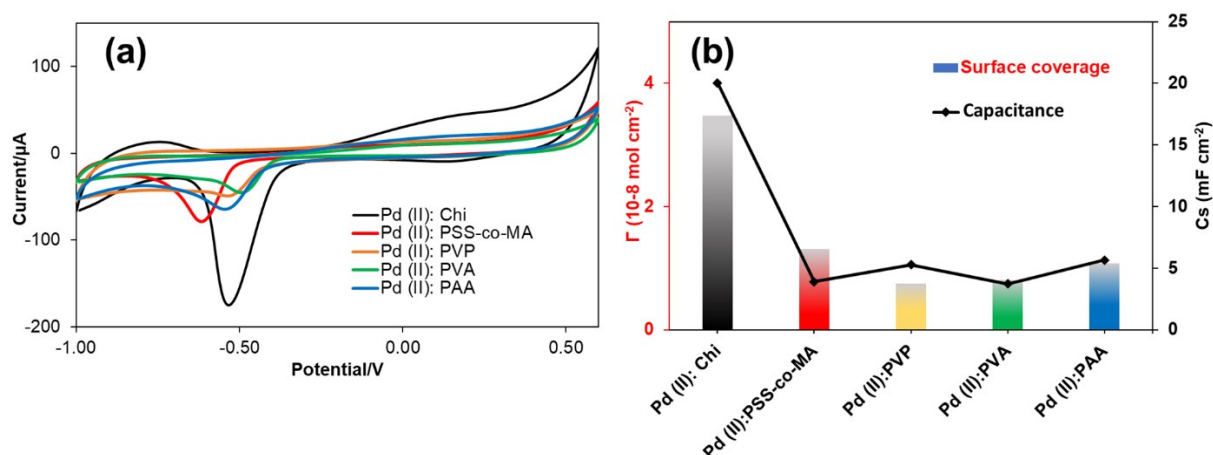 (a)
100
0
-100
-200
Current/µA
-1.00
-0.50
0.00
0.50
Potential/V
Pd (II): Chi
Pd (II): PSS-co-MA
Pd (II): PVP
Pd (II): PVA
Pd (II): PAA
(b)
Surface coverage
Capacitance
Γ (10-8 mol cm⁻²)
4
2
0
25
20
15
10
5
0
Cs (mF cm⁻²)
Pd (II): Chi
Pd (II):PSS-co-MA
Pd (II):PVP
Pd (II):PVA
Pd (II):PAA